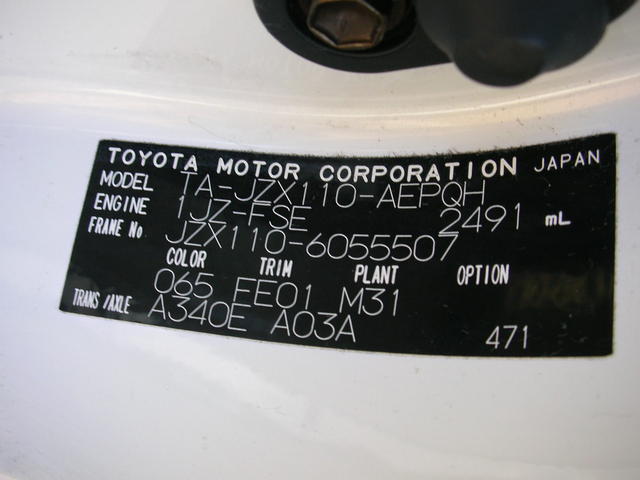 TOYOTA MOTOR CORPORATION JAPAN
MODEL TA-JZX110-AEPQH
ENGINE 1JZ-FSE 2491 mL
FRAME No JZX110-6055507
COLOR TRIM PLANT OPTION
065 EE01 M31
TRANS/AXLE A340E A03A 471